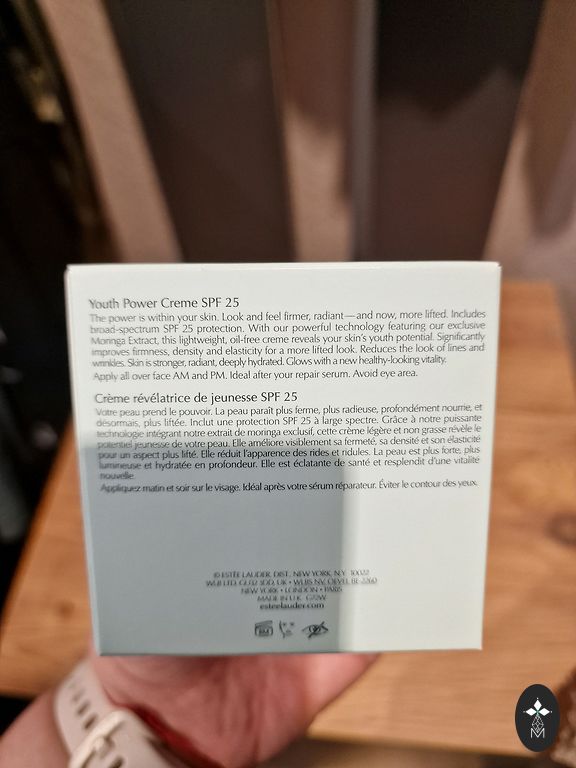 Youth Power Creme SPF 25
The power is within your skin. Look and feel firmer, radiant—and now, more lifted. Includes
broad-spectrum SPF 25 protection. With our powerful technology featuring our exclusive
Moringa Extract, this lightweight, oil-free creme reveals your skin's youth potential. Significantly
improves firmness, density and elasticity for a more lifted look. Reduces the look of lines and
wrinkles. Skin is stronger, radiant, deeply hydrated. Glows with a new healthy-looking vitality.
Apply all over face AM and PM. Ideal after your repair serum. Avoid eye area.
Crème révélatrice de jeunesse SPF 25
Votre peau prend le pouvoir. La peau paraît plus ferme, plus radieuse, profondément nourrie, et
désormais, plus liftée. Inclut une protection SPF 25 à large spectre. Grâce à notre puissante
technologie intégrant notre extrait de moringa exclusif, cette crème légère et non grasse révèle le
potentiel jeunesse de votre peau. Elle améliore visiblement sa fermeté, sa densité et son élasticité
pour un aspect plus lifté. Elle réduit l'apparence des rides et ridules. La peau est plus forte, plus
lumineuse et hydratée en profondeur. Elle est éclatante de santé et resplendit d'une vitalité
nouvelle.
Appliquez matin et soir sur le visage. Idéal après votre sérum réparateur. Éviter le contour des yeux.
© ESTĒE LAUDER DIST., NEW YORK, N.Y. 10022
NEW YORK • LONDON • PARIS
MADE IN U.K.
esteelauder.com
M